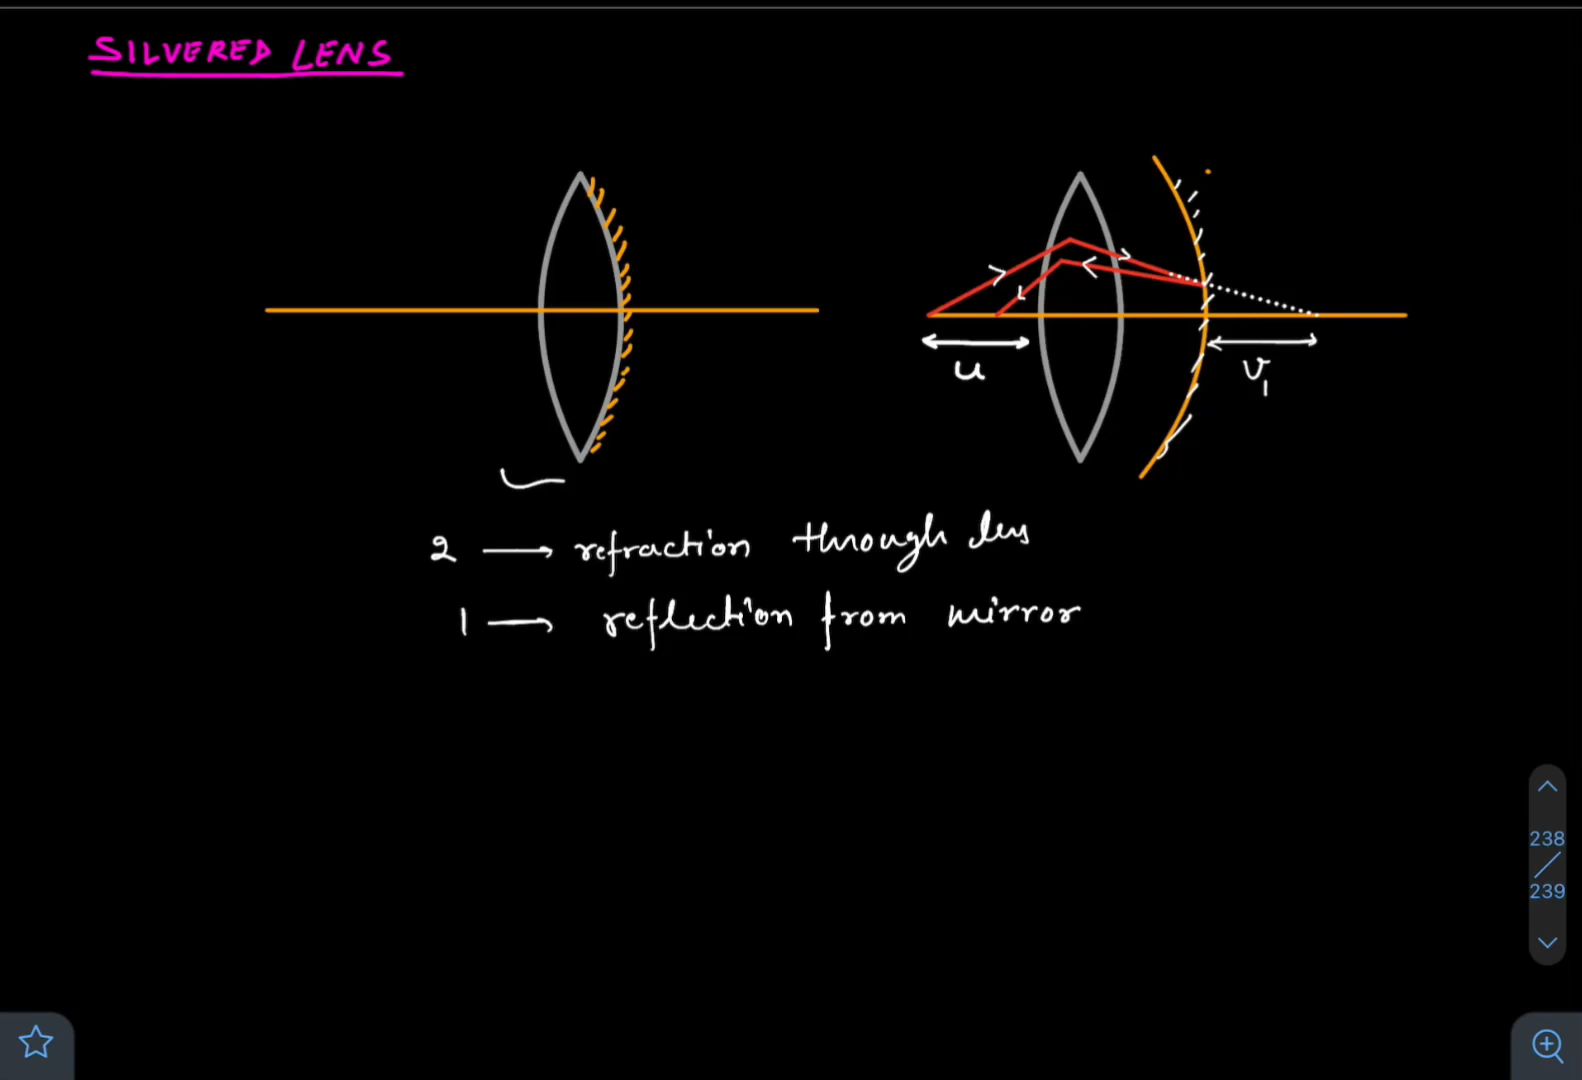 SILVERED LENS
u
v₁
2 → refraction through lens
1 → reflection from mirror
238
239